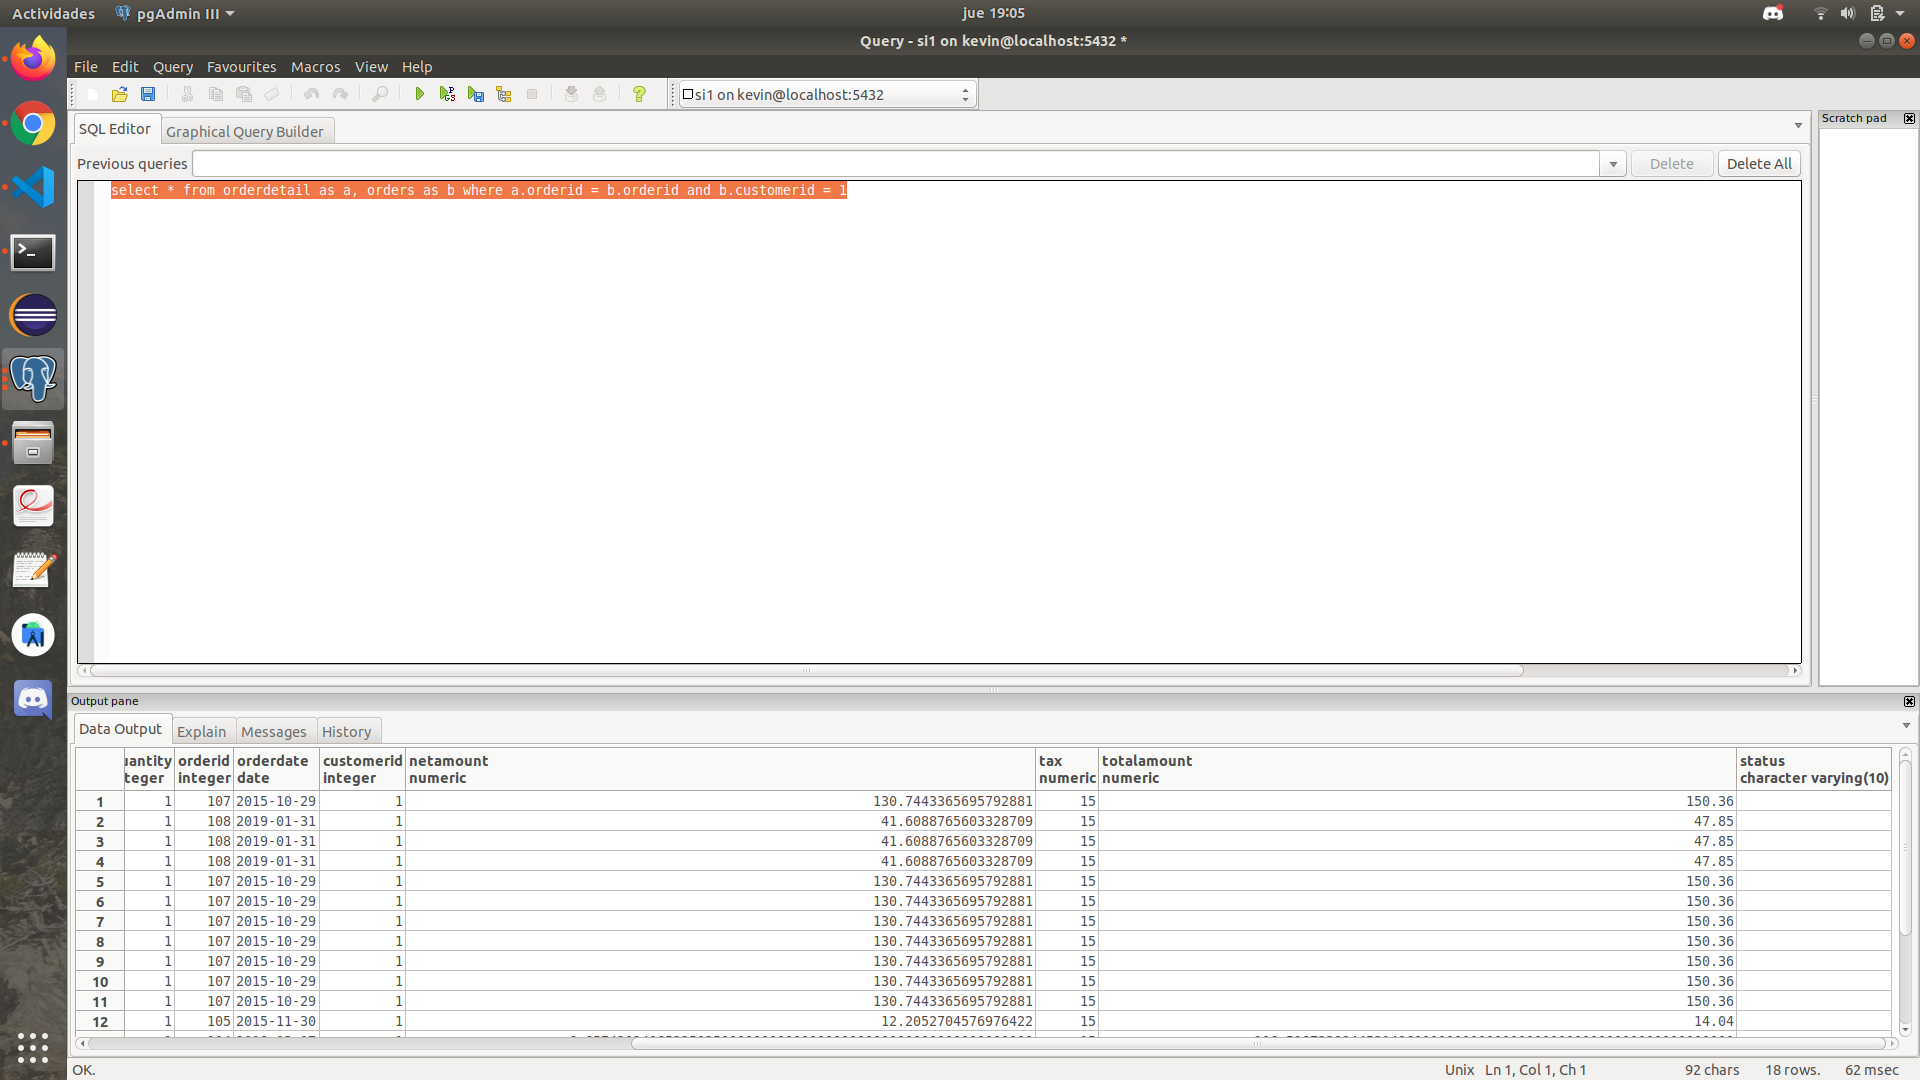 Actividades pgAdmin III jue 19:05
Query - si1 on kevin@localhost:5432 *
File Edit Query Favourites Macros View Help
si1 on kevin@localhost:5432
SQL Editor Graphical Query Builder
Scratch pad
Previous queries Delete Delete All
select * from orderdetail as a, orders as b where a.orderid = b.orderid and b.customerid = 1
Output pane
Data Output Explain Messages History
uantity orderid orderdate customerid netamount tax totalamount status
teger integer date integer numeric numeric numeric character varying(10)
1 1 107 2015-10-29 1 130.7443365695792881 15 150.36
2 1 108 2019-01-31 1 41.6088765603328709 15 47.85
3 1 108 2019-01-31 1 41.6088765603328709 15 47.85
4 1 108 2019-01-31 1 41.6088765603328709 15 47.85
5 1 107 2015-10-29 1 130.7443365695792881 15 150.36
6 1 107 2015-10-29 1 130.7443365695792881 15 150.36
7 1 107 2015-10-29 1 130.7443365695792881 15 150.36
8 1 107 2015-10-29 1 130.7443365695792881 15 150.36
9 1 107 2015-10-29 1 130.7443365695792881 15 150.36
10 1 107 2015-10-29 1 130.7443365695792881 15 150.36
11 1 107 2015-10-29 1 130.7443365695792881 15 150.36
12 1 105 2015-11-30 1 12.2052704576976422 15 14.04
OK. Unix Ln 1, Col 1, Ch 1 92 chars 18 rows. 62 msec